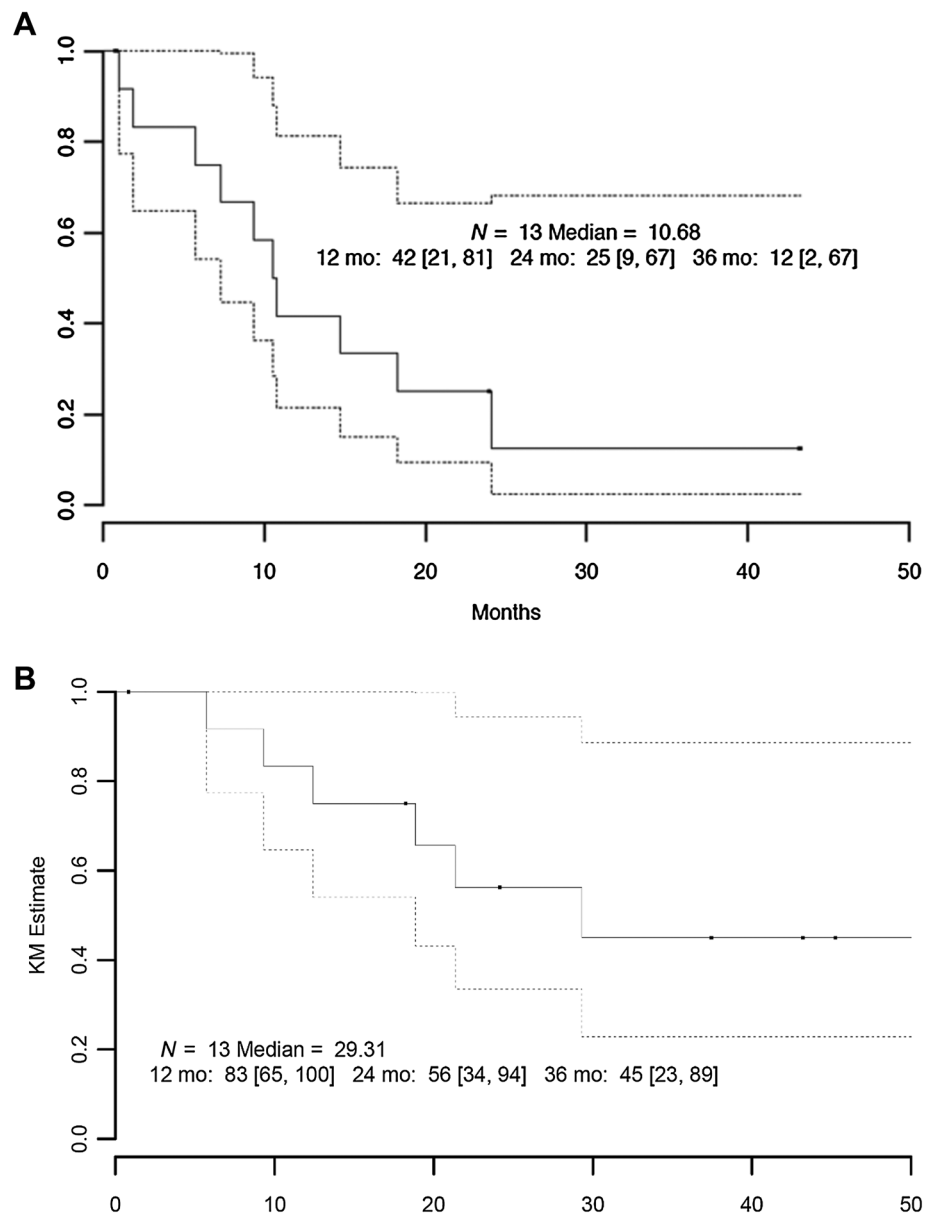 A
1.0
0.8
0.6
0.4
0.2
0.0
N = 13 Median = 10.68
12 mo: 42 [21, 81] 24 mo: 25 [9, 67] 36 mo: 12 [2, 67]
0 10 20 30 40 50
Months
B
1.0
0.8
0.6
0.4
0.2
0.0
KM Estimate
N = 13 Median = 29.31
12 mo: 83 [65, 100] 24 mo: 56 [34, 94] 36 mo: 45 [23, 89]
0 10 20 30 40 50